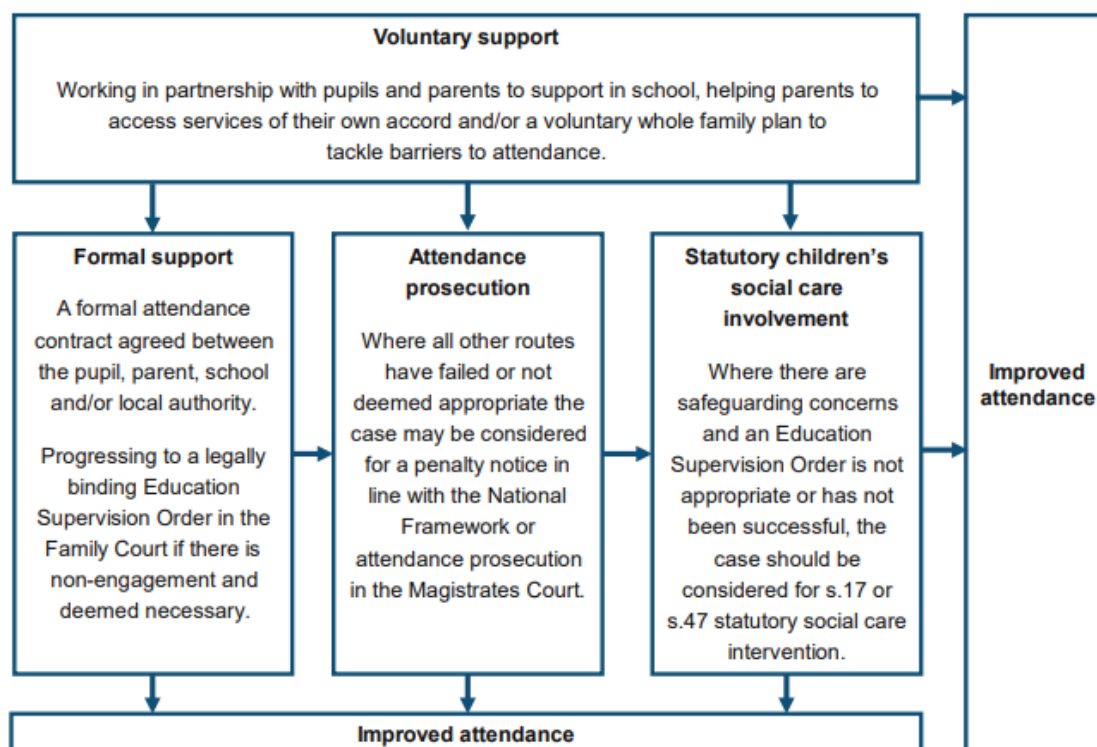 Voluntary support
Working in partnership with pupils and parents to support in school, helping parents to
access services of their own accord and/or a voluntary whole family plan to
tackle barriers to attendance.
Formal support
A formal attendance
contract agreed between
the pupil, parent, school
and/or local authority.
Progressing to a legally
binding Education
Supervision Order in the
Family Court if there is
non-engagement and
deemed necessary.
Attendance
prosecution
Where all other routes
have failed or not
deemed appropriate the
case may be considered
for a penalty notice in
line with the National
Framework or
attendance prosecution
in the Magistrates Court.
Statutory children’s
social care
involvement
Where there are
safeguarding concerns
and an Education
Supervision Order is not
appropriate or has not
been successful, the
case should be
considered for s.17 or
s.47 statutory social care
intervention.
Improved
attendance
Improved attendance